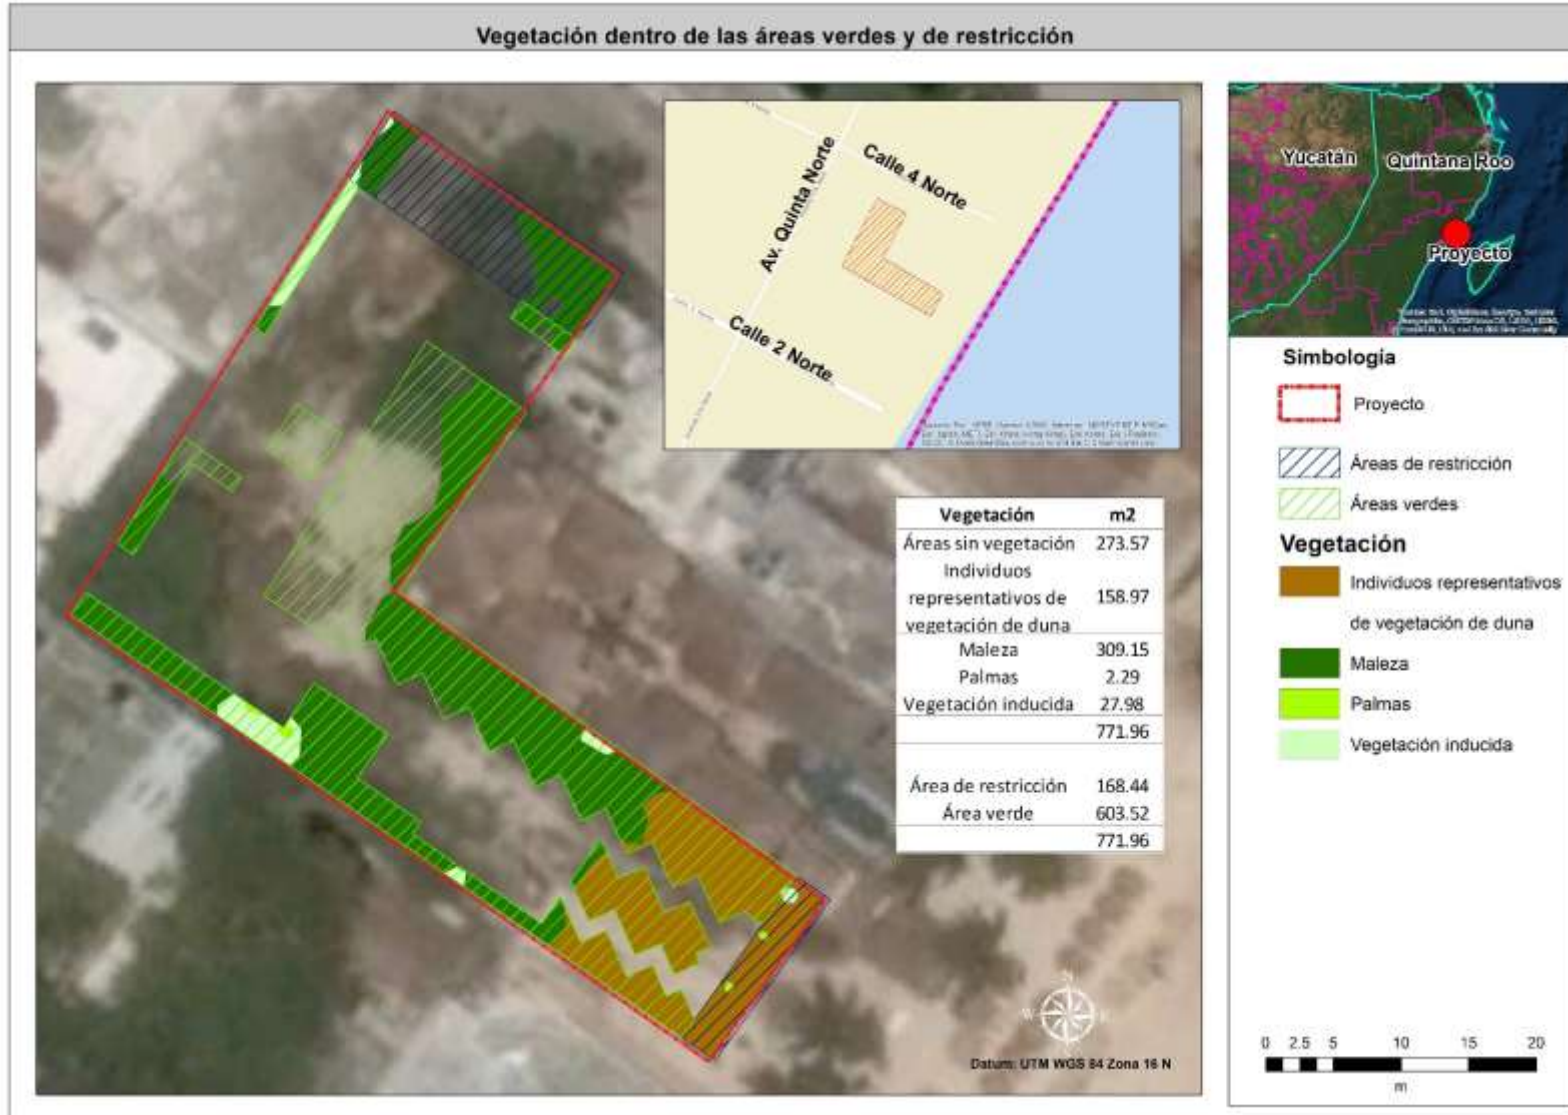 Vegetación dentro de las áreas verdes y de restricción
Calle 4 Norte
Av. Quinta Norte
Calle 2 Norte
Yucatán
Quintana Roo
Proyecto
Simbología
Proyecto
Áreas de restricción
Áreas verdes
Vegetación
Individuos representativos
de vegetación de duna
Maleza
Palmas
Vegetación inducida
Vegetación m2
Áreas sin vegetación 273.57
Individuos
representativos de 158.97
vegetación de duna
Maleza 309.15
Palmas 2.29
Vegetación inducida 27.98
771.96
Área de restricción 168.44
Área verde 603.52
771.96
N
W E
S
Datum: UTM WGS 84 Zona 16 N
0 2.5 5 10 15 20
m